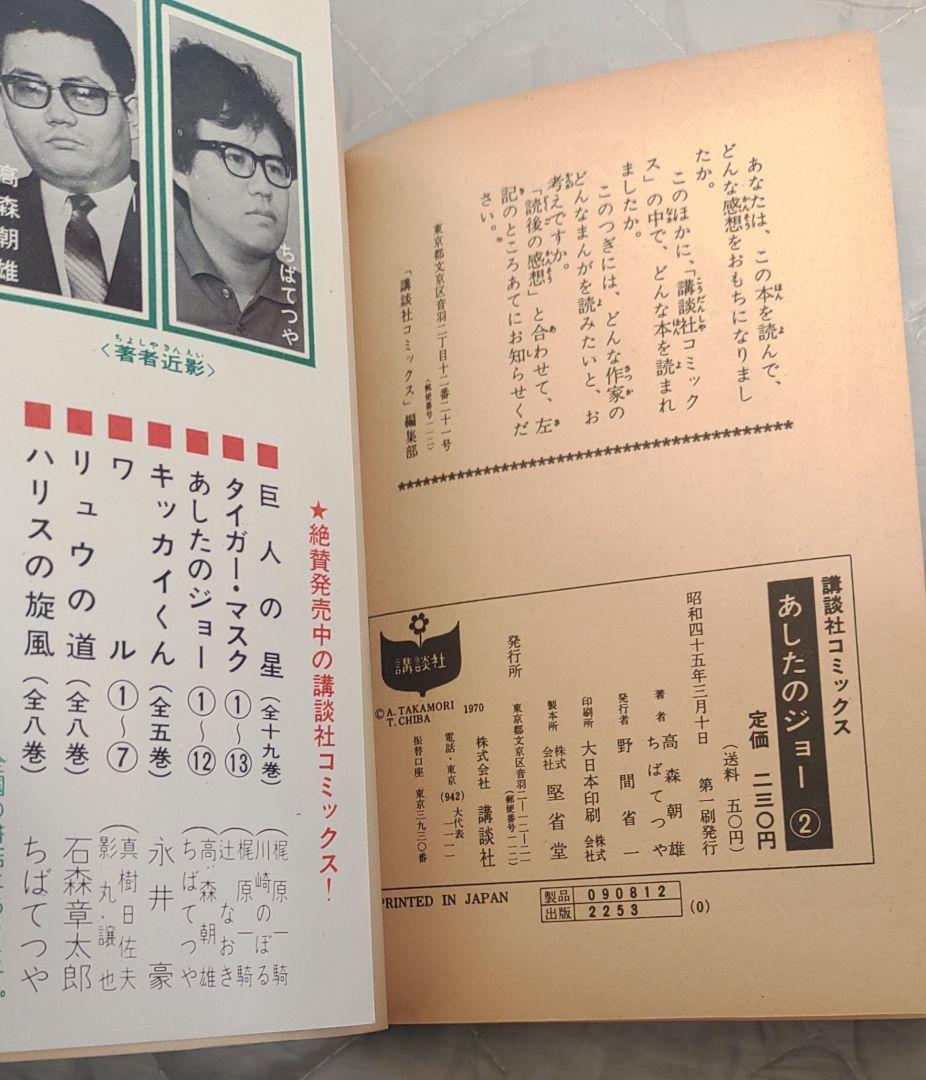 あなたは、この本を読んで、
どんな感想をおもちになりまし
たか。
このほかに、「講談社コミック
ス」の中で、どんな本を読まれ
ましたか。
このつぎには、どんな作家の
どんなまんがを読みたいと、お
考えですか。
「読後の感想」と合わせて、左
記のところあてにお知らせくだ
さい。
東京都文京区音羽二丁目十二番二十一号
(郵便番号一一二)
「講談社コミックス」編集部
講談社コミックス
あしたのジョー ②
定価 二三〇円
(送料 五〇円)
昭和四十五年三月十日 第一刷発行
著者 高森朝雄
ちばてつや
発行者 野間省一
印刷所 大日本印刷株式会社
製本所 株式会社堅省堂
発行所
東京都文京区音羽二-一二-二一
(郵便番号一一二)
株式会社 講談社
電話・東京(942)一一一一 大代表
振替口座 東京三九三〇番
講談社
©A. TAKAMORI
T. CHIBA 1970
PRINTED IN JAPAN
製品 090812
出版 2253
(0)
高森朝雄
ちばてつや
<著者近影>
★絶賛発売中の講談社コミックス!
巨人の星(全十九巻)(梶原一騎 川崎のぼる
タイガー・マスク①〜⑬(梶原一騎 辻なおき
あしたのジョー①〜⑫(高森朝雄 ちばてつや
キッカイくん(全五巻) 永井豪
ワル①〜⑦(真樹日佐夫 影丸譲也
リュウの道(全八巻) 石森章太郎
ハリスの旋風(全八巻) ちばてつや